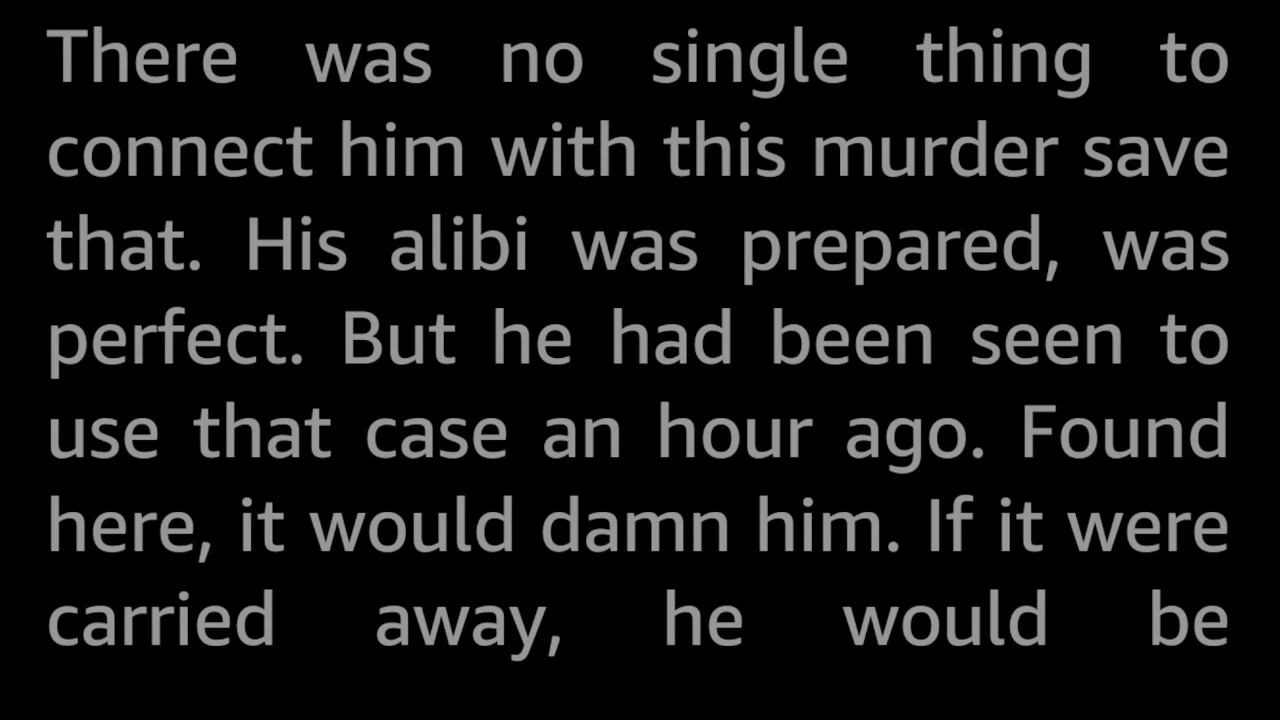 There was no single thing to
connect him with this murder save
that. His alibi was prepared, was
perfect. But he had been seen to
use that case an hour ago. Found
here, it would damn him. If it were
carried away, he would be